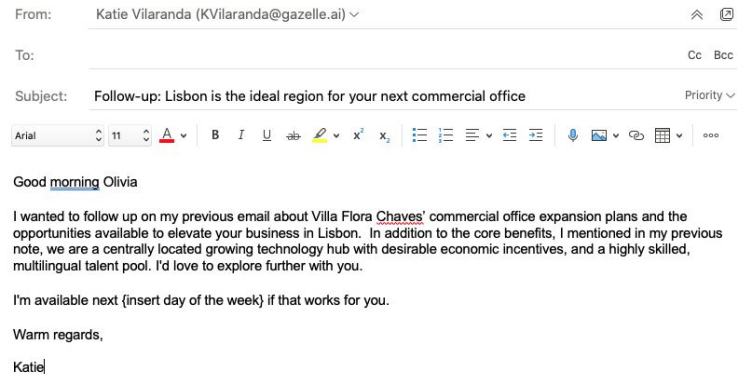 From: Katie Vilaranda (KVilaranda@gazelle.ai)
To: Cc Bcc
Subject: Follow-up: Lisbon is the ideal region for your next commercial office Priority
Arial 11 A B I U ab x² x₂
Good morning Olivia
I wanted to follow up on my previous email about Villa Flora Chaves' commercial office expansion plans and the
opportunities available to elevate your business in Lisbon.  In addition to the core benefits, I mentioned in my previous
note, we are a centrally located growing technology hub with desirable economic incentives, and a highly skilled,
multilingual talent pool. I'd love to explore further with you.
I'm available next {insert day of the week} if that works for you.
Warm regards,
Katie